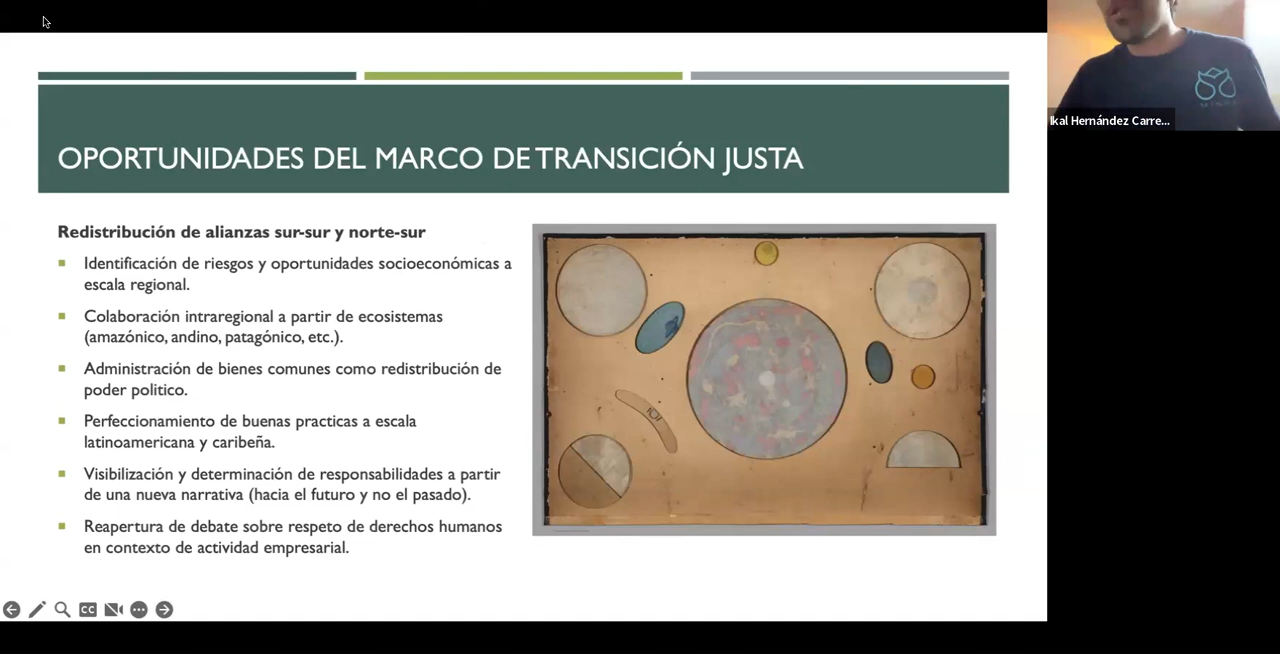 OPORTUNIDADES DEL MARCO DE TRANSICIÓN JUSTA
Redistribución de alianzas sur-sur y norte-sur
Identificación de riesgos y oportunidades socioeconómicas a
escala regional.
Colaboración intraregional a partir de ecosistemas
(amazónico, andino, patagónico, etc.).
Administración de bienes comunes como redistribución de
poder politico.
Perfeccionamiento de buenas practicas a escala
latinoamericana y caribeña.
Visibilización y determinación de responsabilidades a partir
de una nueva narrativa (hacia el futuro y no el pasado).
Reapertura de debate sobre respeto de derechos humanos
en contexto de actividad empresarial.
Ikal Hernández Carre...
CC